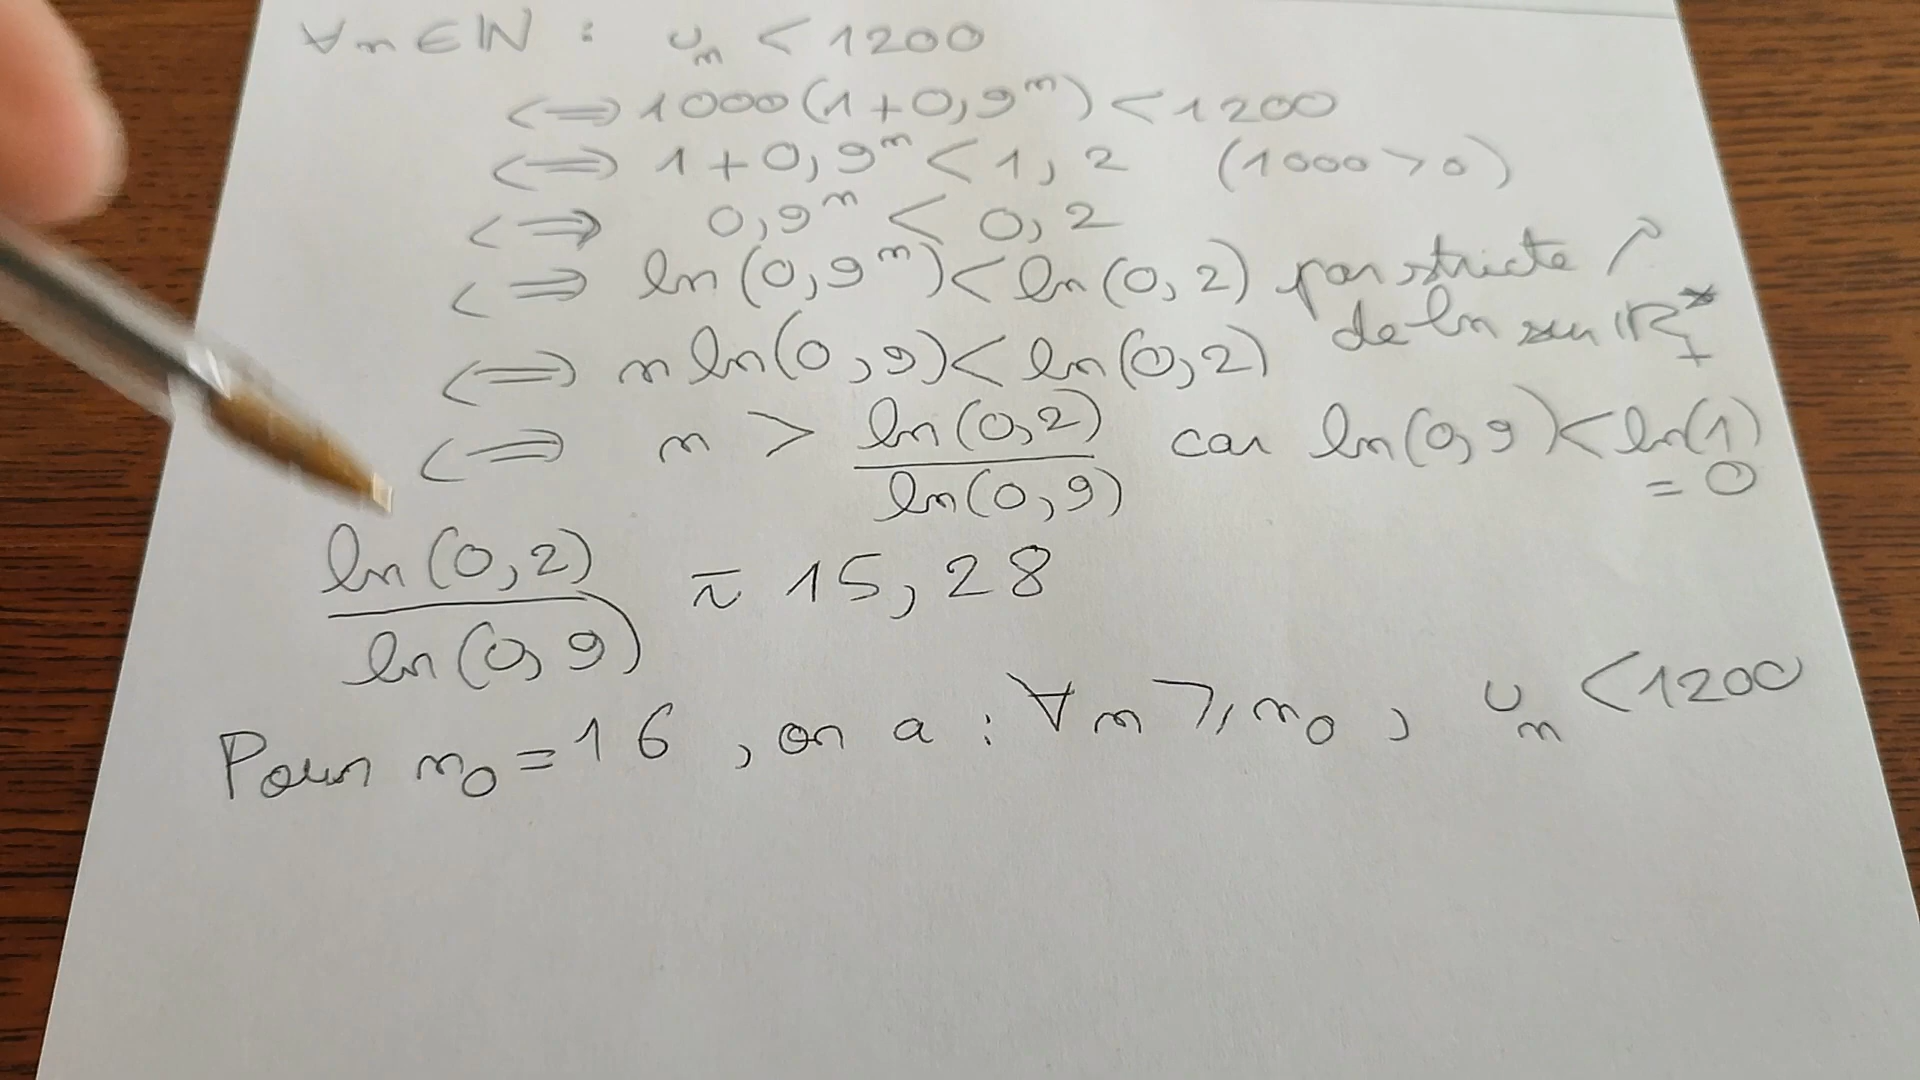 ∀n∈ℕ : uₙ < 1200
⟺ 1000(1+0,9ⁿ) < 1200
⟺ 1+0,9ⁿ < 1,2 (1000>0)
⟺ 0,9ⁿ < 0,2
⟺ ln(0,9ⁿ) < ln(0,2) par stricte ↗
de ln sur ℝ₊*
⟺ n ln(0,9) < ln(0,2)
⟺ n > ln(0,2)/ln(0,9) car ln(0,9) < ln(1)
= 0
ln(0,2)/ln(0,9) ≈ 15,28
Pour n₀=16, on a : ∀n ⩾ n₀, uₙ < 1200